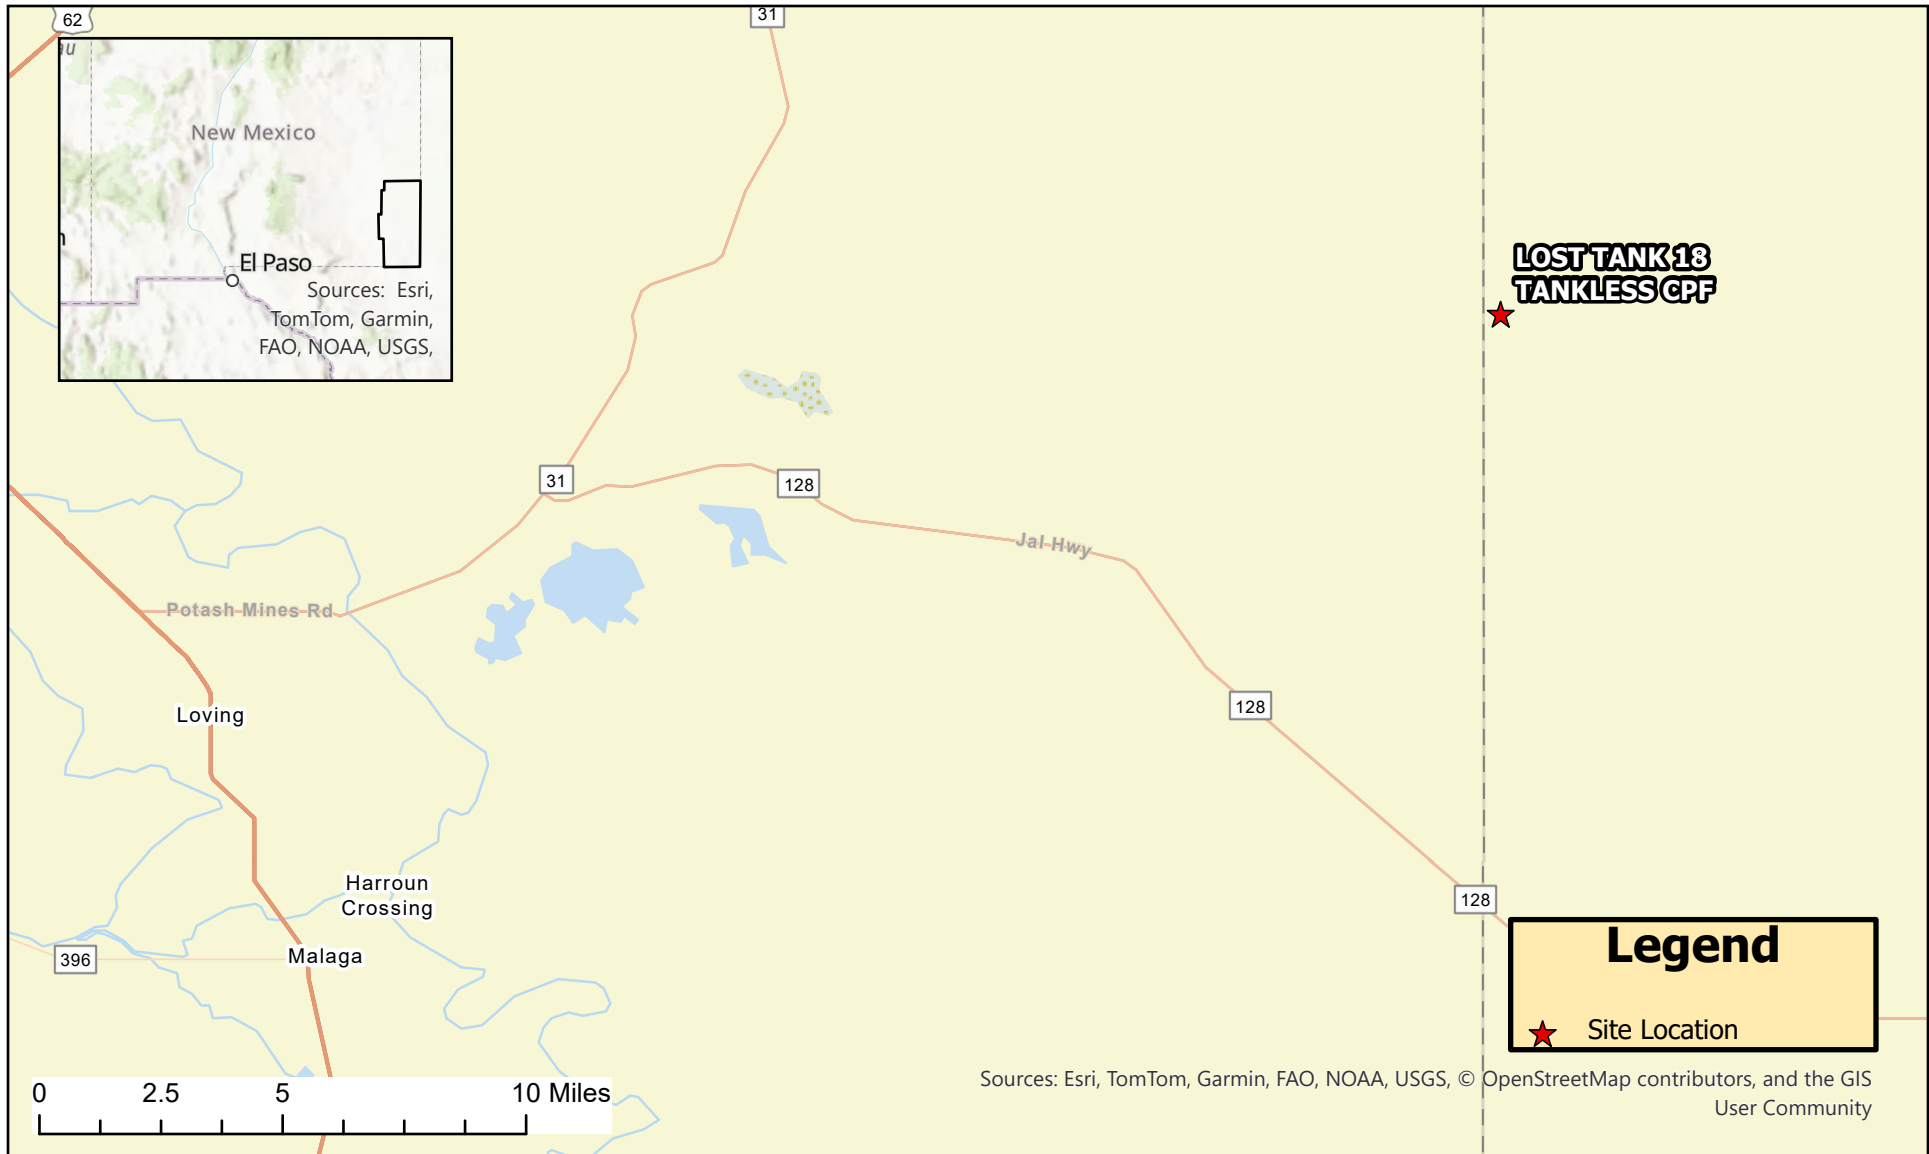 62
31
au
New Mexico
El Paso
Sources: Esri,
TomTom, Garmin,
FAO, NOAA, USGS,
LOST TANK 18
TANKLESS CPF
31
128
Jal Hwy
Potash Mines Rd
128
Loving
Harroun
Crossing
128
Malaga
396
Legend
Site Location
0 2.5 5 10 Miles
Sources: Esri, TomTom, Garmin, FAO, NOAA, USGS, © OpenStreetMap contributors, and the GIS
User Community